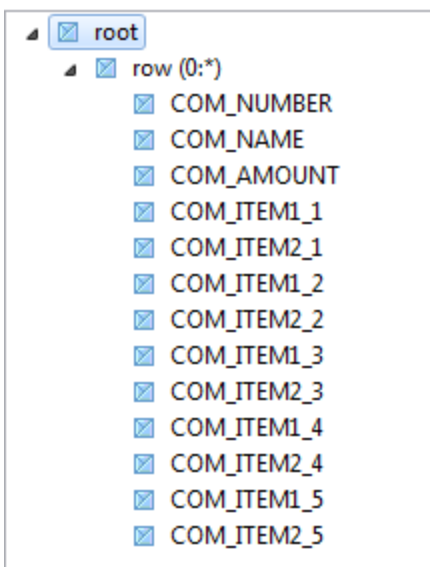 root
row (0:*)
COM_NUMBER
COM_NAME
COM_AMOUNT
COM_ITEM1_1
COM_ITEM2_1
COM_ITEM1_2
COM_ITEM2_2
COM_ITEM1_3
COM_ITEM2_3
COM_ITEM1_4
COM_ITEM2_4
COM_ITEM1_5
COM_ITEM2_5